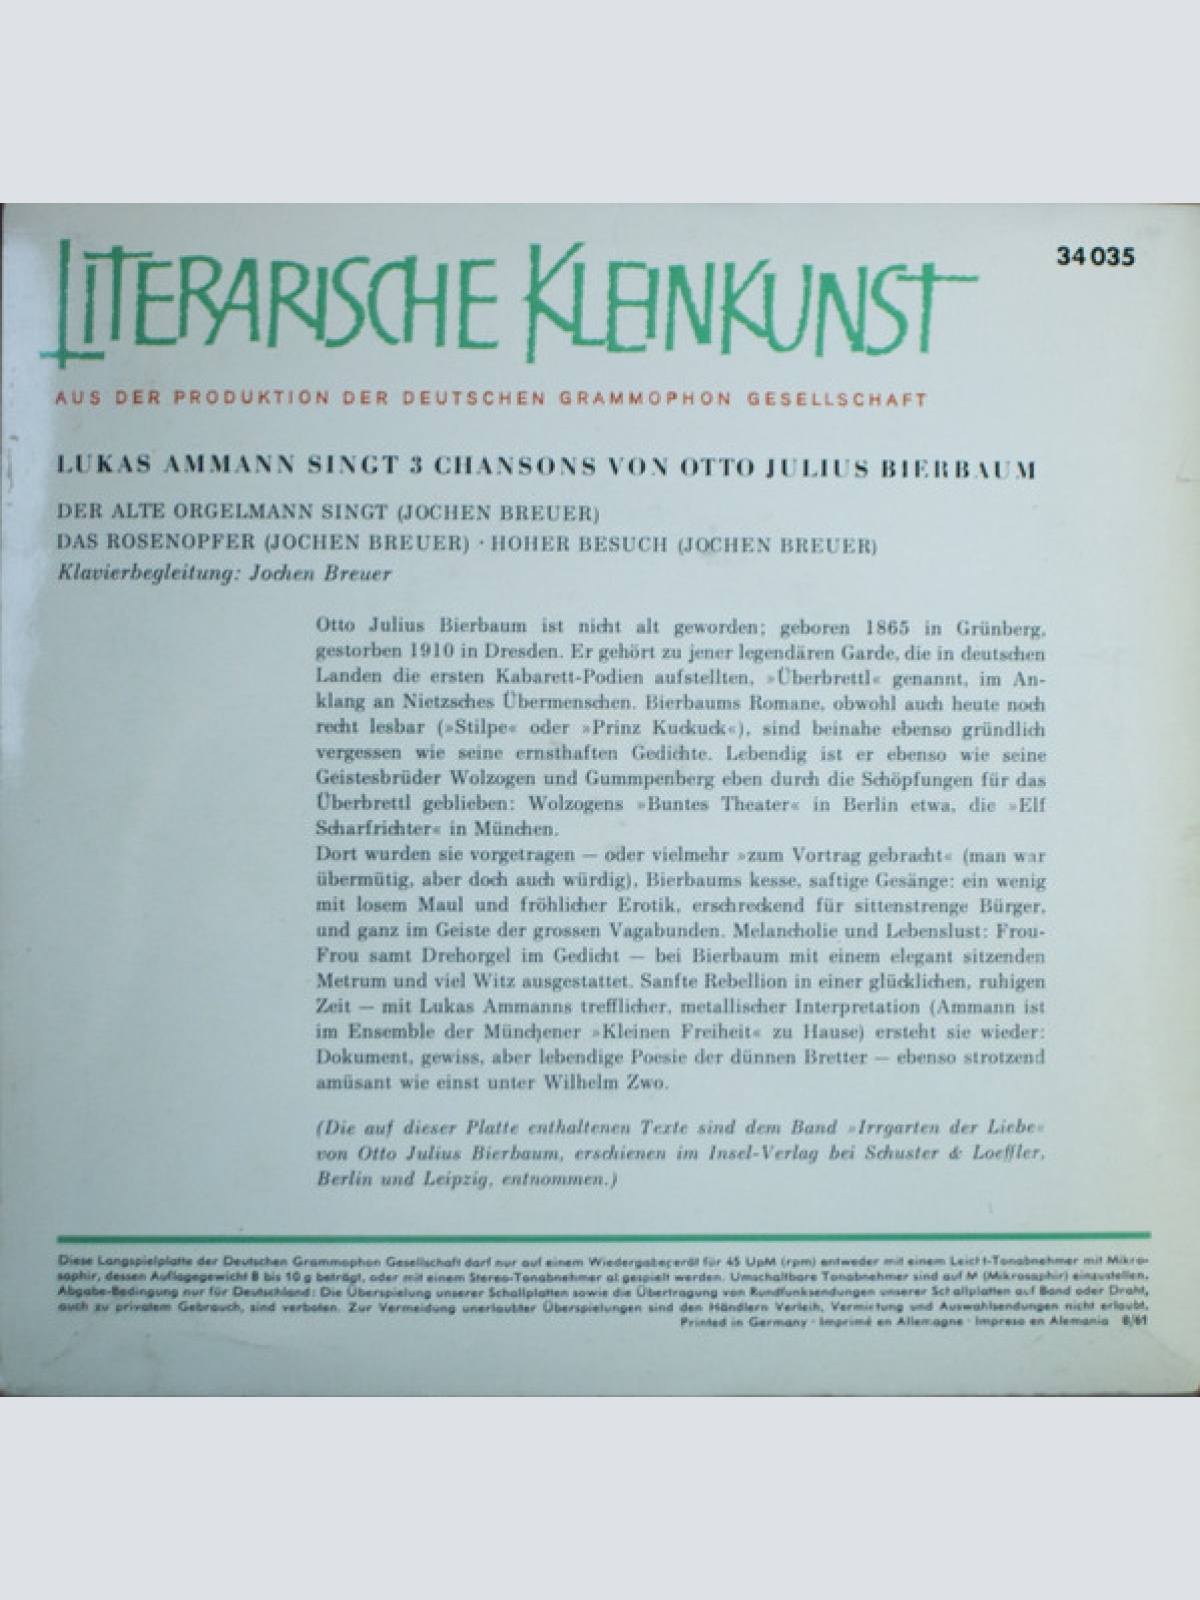 LITERARISCHE KLEINKUNST
34 035
AUS DER PRODUKTION DER DEUTSCHEN GRAMMOPHON GESELLSCHAFT
LUKAS AMMANN SINGT 3 CHANSONS VON OTTO JULIUS BIERBAUM
DER ALTE ORGELMANN SINGT (JOCHEN BREUER)
DAS ROSENOPFER (JOCHEN BREUER) · HOHER BESUCH (JOCHEN BREUER)
Klavierbegleitung: Jochen Breuer
Otto Julius Bierbaum ist nicht alt geworden; geboren 1865 in Grünberg,
gestorben 1910 in Dresden. Er gehört zu jener legendären Garde, die in deutschen
Landen die ersten Kabarett-Podien aufstellten, »Überbrettl« genannt, im An-
klang an Nietzsches Übermenschen. Bierbaums Romane, obwohl auch heute noch
recht lesbar (»Stilpe« oder »Prinz Kuckuck«), sind beinahe ebenso gründlich
vergessen wie seine ernsthaften Gedichte. Lebendig ist er ebenso wie seine
Geistesbrüder Wolzogen und Gummpenberg eben durch die Schöpfungen für das
Überbrettl geblieben: Wolzogens »Buntes Theater« in Berlin etwa, die »Elf
Scharfrichter« in München.
Dort wurden sie vorgetragen — oder vielmehr »zum Vortrag gebracht« (man war
übermütig, aber doch auch würdig), Bierbaums kesse, saftige Gesänge: ein wenig
mit losem Maul und fröhlicher Erotik, erschreckend für sittenstrenge Bürger,
und ganz im Geiste der grossen Vagabunden. Melancholie und Lebenslust: Frou-
Frou samt Drehorgel im Gedicht — bei Bierbaum mit einem elegant sitzenden
Metrum und viel Witz ausgestattet. Sanfte Rebellion in einer glücklichen, ruhigen
Zeit — mit Lukas Ammanns trefflicher, metallischer Interpretation (Ammann ist
im Ensemble der Münchener »Kleinen Freiheit« zu Hause) ersteht sie wieder:
Dokument, gewiss, aber lebendige Poesie der dünnen Bretter — ebenso strotzend
amüsant wie einst unter Wilhelm Zwo.
(Die auf dieser Platte enthaltenen Texte sind dem Band »Irrgarten der Liebe«
von Otto Julius Bierbaum, erschienen im Insel-Verlag bei Schuster & Loeffler,
Berlin und Leipzig, entnommen.)
Diese Langspielplatte der Deutschen Grammophon Gesellschaft darf nur auf einem Wiedergabegerät für 45 UpM (rpm) entweder mit einem Leicht-Tonabnehmer mit Mikro-
saphir, dessen Auflagegewicht 8 bis 10 g beträgt, oder mit einem Stereo-Tonabnehmer abgespielt werden. Umschaltbare Tonabnehmer sind auf M (Mikrosaphir) einzustellen.
Abgabe-Bedingung nur für Deutschland: Die Überspielung unserer Schallplatten sowie die Übertragung von Rundfunksendungen unserer Schallplatten auf Band oder Draht,
auch zu privatem Gebrauch, sind verboten. Zur Vermeidung unerlaubter Überspielungen sind den Händlern Verleih, Vermietung und Auswahlsendungen nicht erlaubt.
Printed in Germany · Imprimé en Allemagne · Impreso en Alemania 8/61